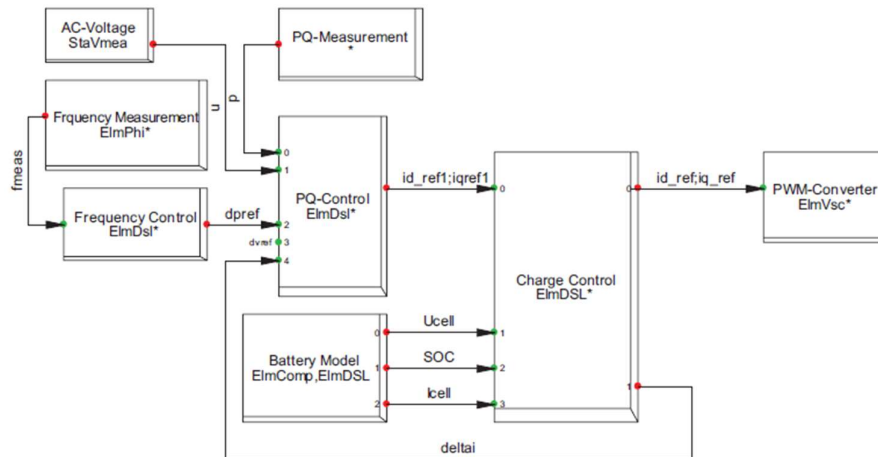 AC-Voltage
StaVmea
PQ-Measurement
*
Frquency Measurement
ElmPhi*
fmeas
u
p
0
1
PQ-Control
ElmDsl*
id_ref1;iqref1
0
0
id_ref;iq_ref
PWM-Converter
ElmVsc*
Frequency Control
ElmDsl*
dpref
2
dvref
3
4
Charge Control
ElmDSL*
Battery Model
ElmComp,ElmDSL
0
Ucell
1
1
SOC
2
2
Icell
3
1
deltai